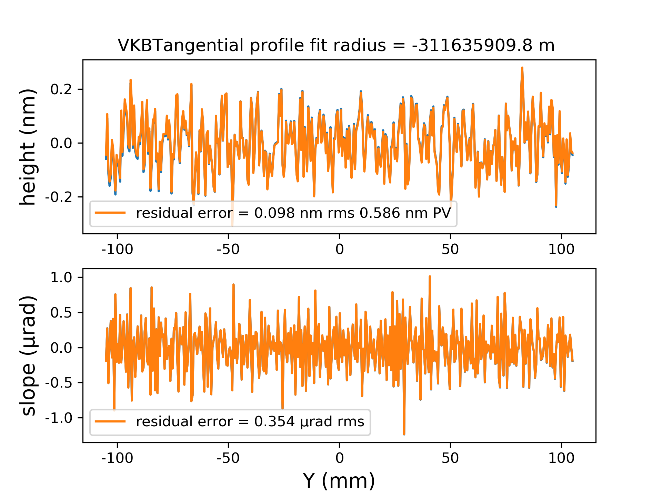 VKBTangential profile fit radius = -311635909.8 m
height (nm)
0.2
0.0
-0.2
residual error = 0.098 nm rms 0.586 nm PV
-100 -50 0 50 100
slope (μrad)
1.0
0.5
0.0
-0.5
-1.0
residual error = 0.354 μrad rms
-100 -50 0 50 100
Y (mm)